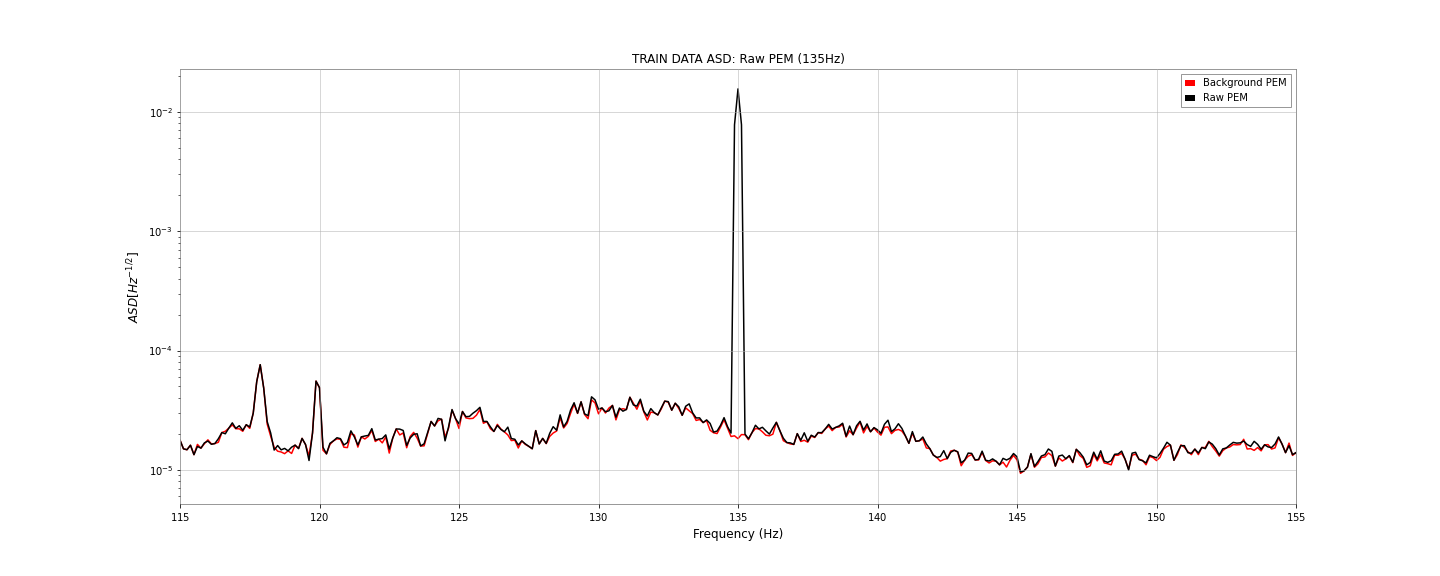 TRAIN DATA ASD: Raw PEM (135Hz)
Background PEM
Raw PEM
10⁻²
10⁻³
10⁻⁴
10⁻⁵
ASD[Hz⁻¹/²]
115 120 125 130 135 140 145 150 155
Frequency (Hz)